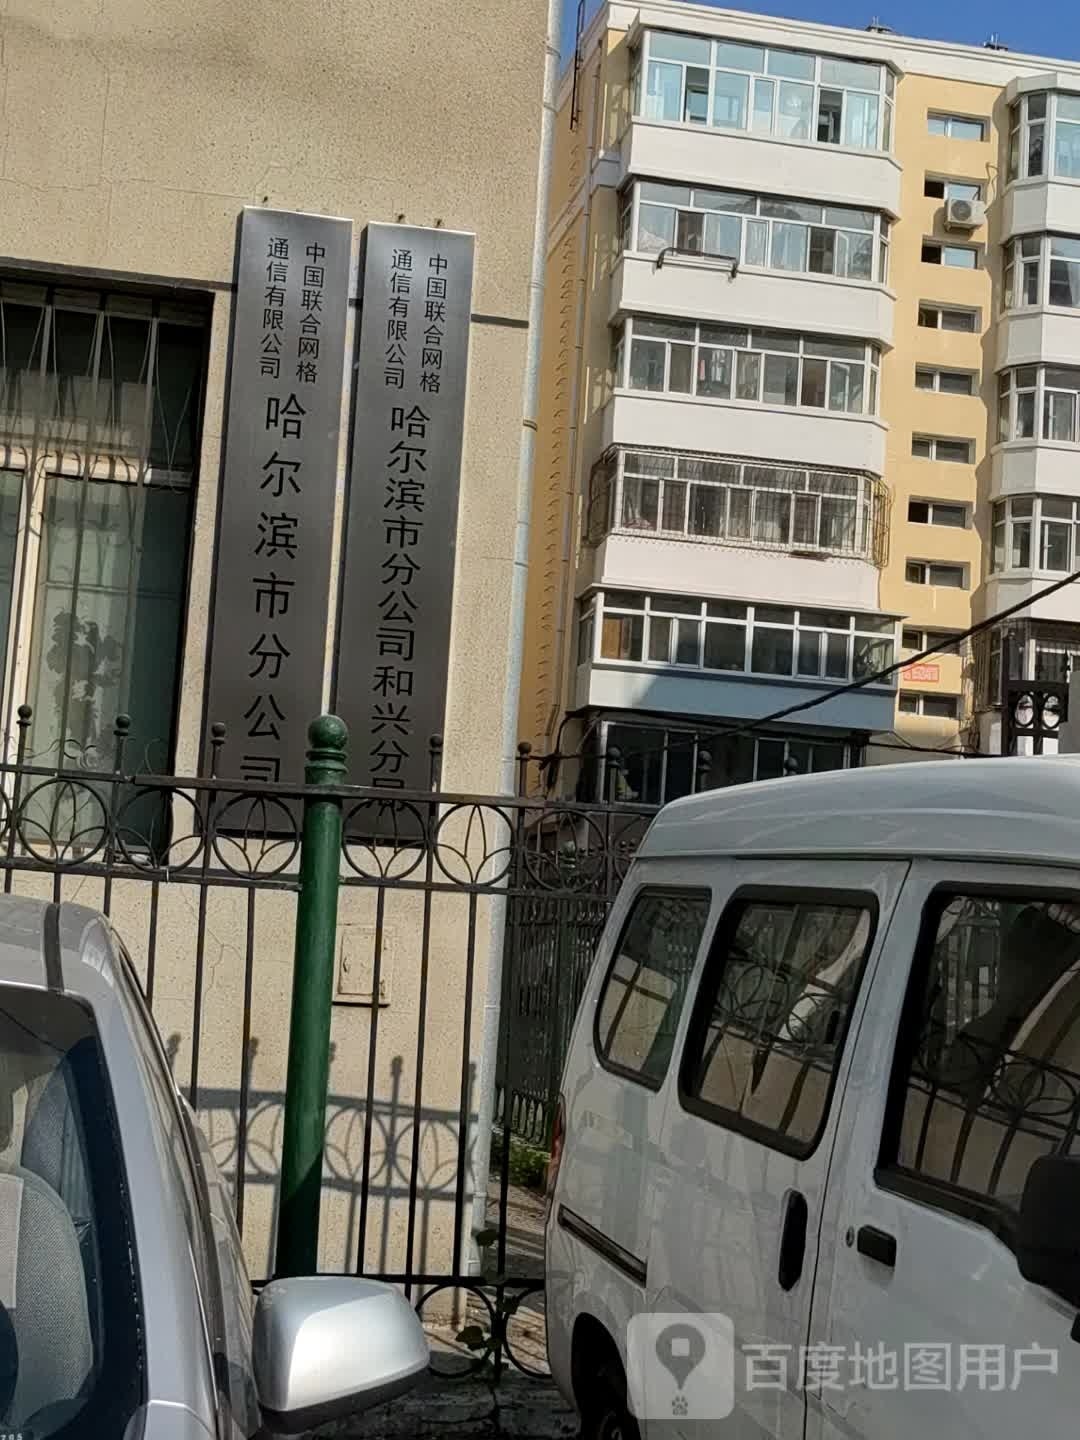 中国联合网格
通信有限公司
哈尔滨市分公司
中国联合网格
通信有限公司
哈尔滨市分公司和兴分局
百度地图用户